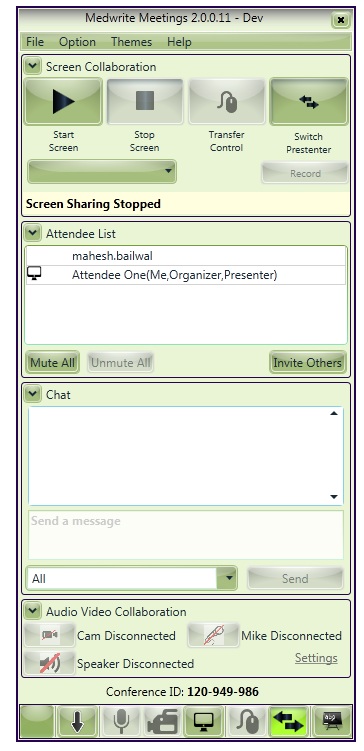 Medwrite Meetings 2.0.0.11 - Dev
File Option Themes Help
Screen Collaboration
Start Screen
Stop Screen
Transfer Control
Switch Prestenter
Record
Screen Sharing Stopped
Attendee List
mahesh.bailwal
Attendee One(Me,Organizer,Presenter)
Mute All Unmute All Invite Others
Chat
Send a message
All Send
Audio Video Collaboration
Cam Disconnected Mike Disconnected
Speaker Disconnected Settings
Conference ID: 120-949-986